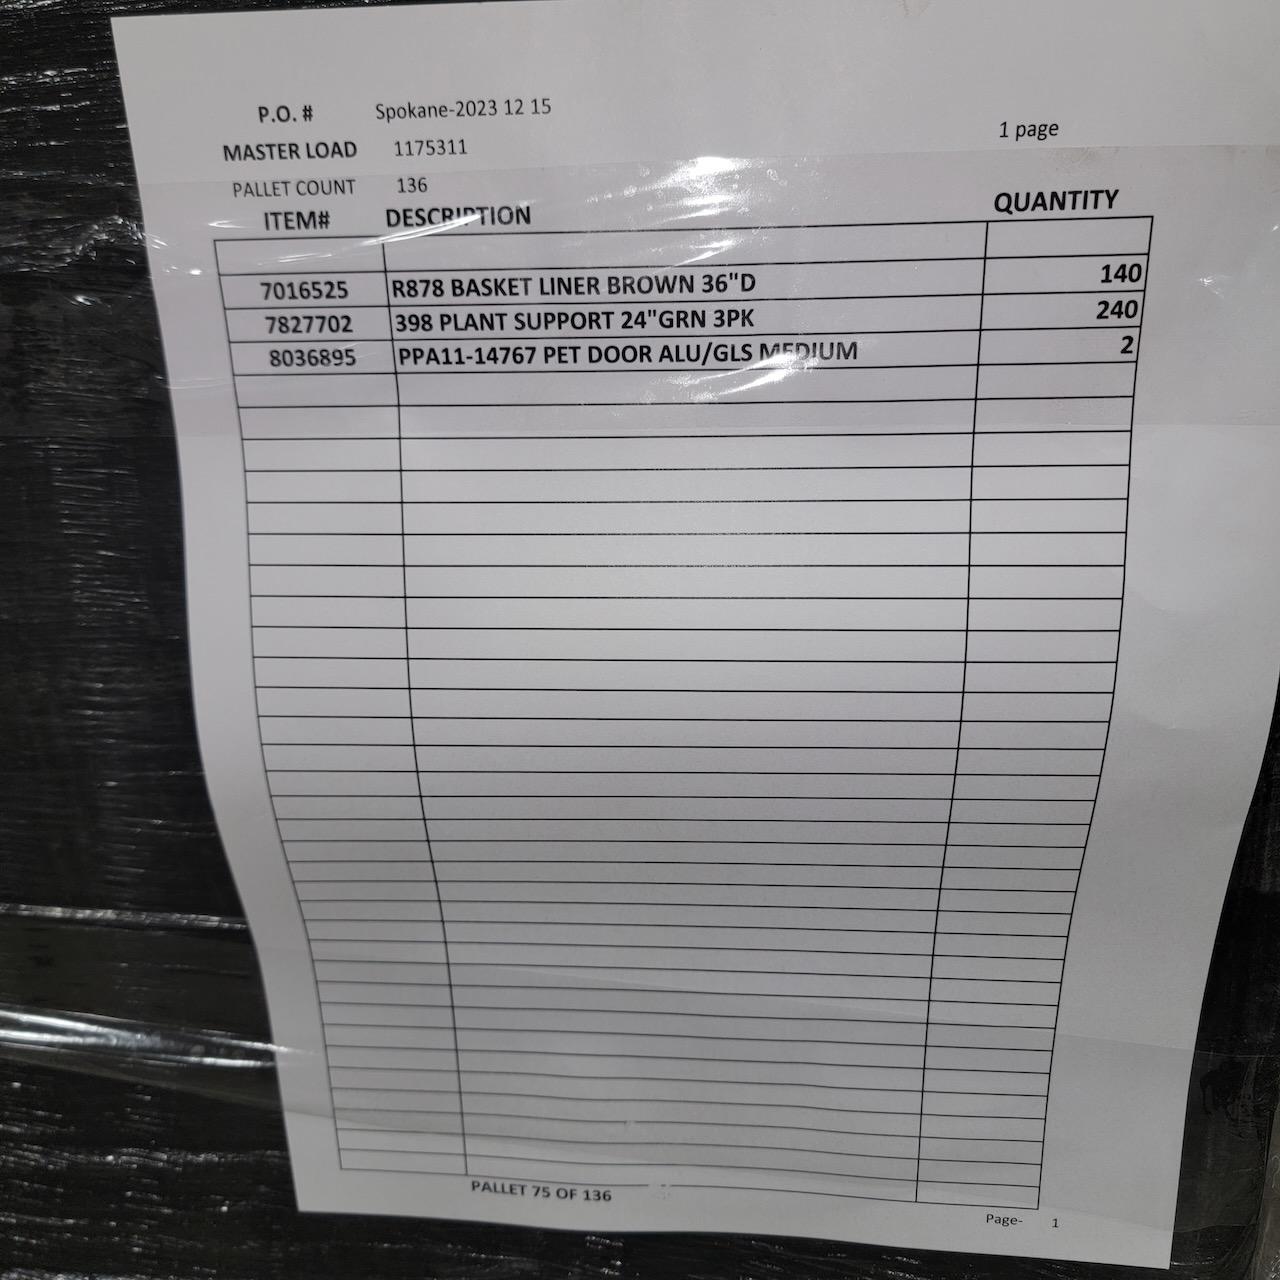 P.O. # Spokane-2023 12 15
1 page
MASTER LOAD 1175311
PALLET COUNT 136
ITEM# DESCRIPTION QUANTITY
7016525 R878 BASKET LINER BROWN 36"D 140
7827702 398 PLANT SUPPORT 24"GRN 3PK 240
8036895 PPA11-14767 PET DOOR ALU/GLS MEDIUM 2
PALLET 75 OF 136
Page- 1